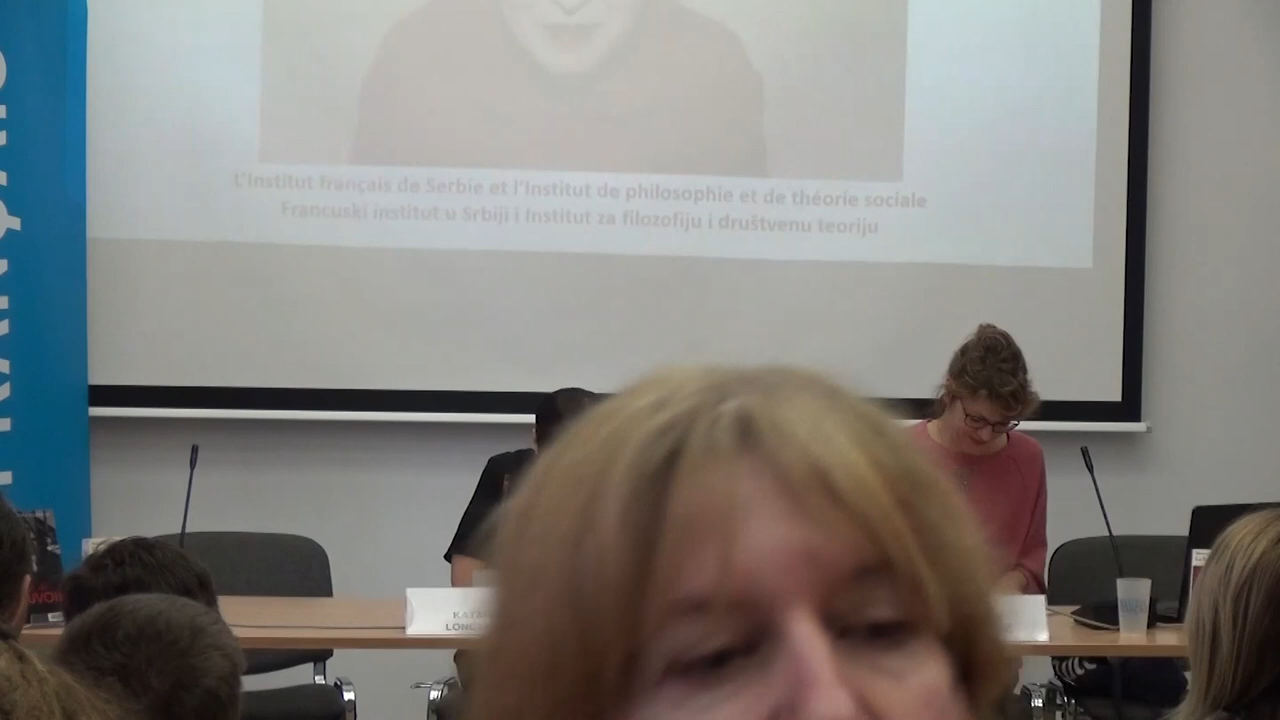 L'Institut français de Serbie et l'Institut de philosophie et de théorie sociale
Francuski institut u Srbiji i Institut za filozofiju i društvenu teoriju